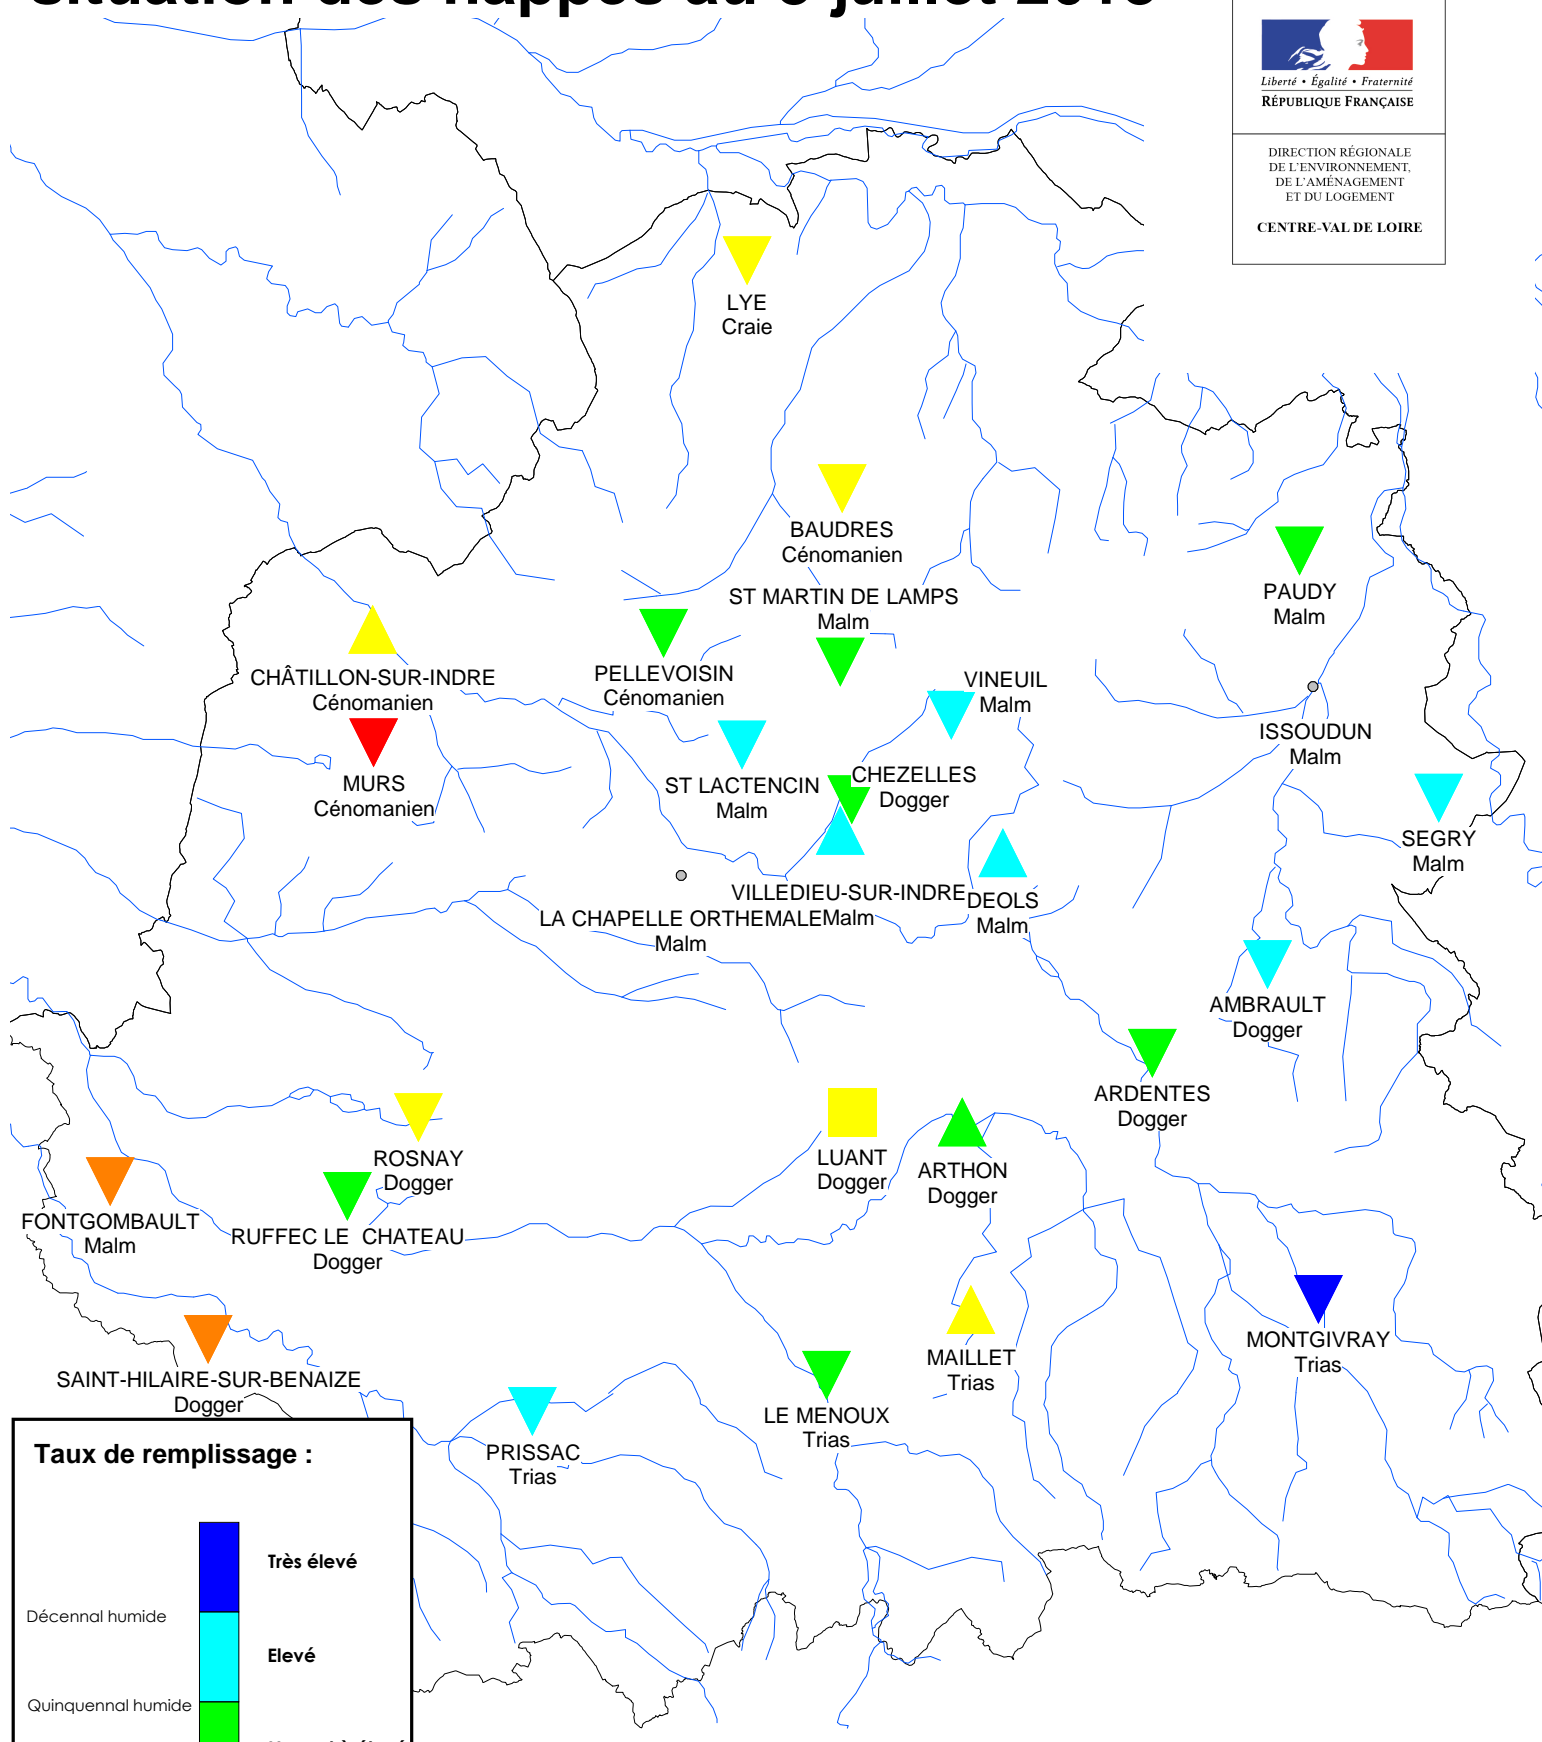 Liberté • Égalité • Fraternité
RÉPUBLIQUE FRANÇAISE
DIRECTION RÉGIONALE
DE L'ENVIRONNEMENT,
DE L'AMÉNAGEMENT
ET DU LOGEMENT
CENTRE-VAL DE LOIRE
LYE
Craie
BAUDRES
Cénomanien
ST MARTIN DE LAMPS
Malm
PAUDY
Malm
CHÂTILLON-SUR-INDRE
Cénomanien
PELLEVOISIN
Cénomanien
VINEUIL
Malm
ISSOUDUN
Malm
MURS
Cénomanien
ST LACTENCIN
Malm
CHEZELLES
Dogger
SEGRY
Malm
VILLEDIEU-SUR-INDRE
Malm
DEOLS
Malm
LA CHAPELLE ORTHEMALE
Malm
AMBRAULT
Dogger
ARDENTES
Dogger
ROSNAY
Dogger
LUANT
Dogger
ARTHON
Dogger
FONTGOMBAULT
Malm
RUFFEC LE  CHATEAU
Dogger
MONTGIVRAY
Trias
MAILLET
Trias
SAINT-HILAIRE-SUR-BENAIZE
Dogger
LE MENOUX
Trias
PRISSAC
Trias
Taux de remplissage :
Très élevé
Décennal humide
Elevé
Quinquennal humide